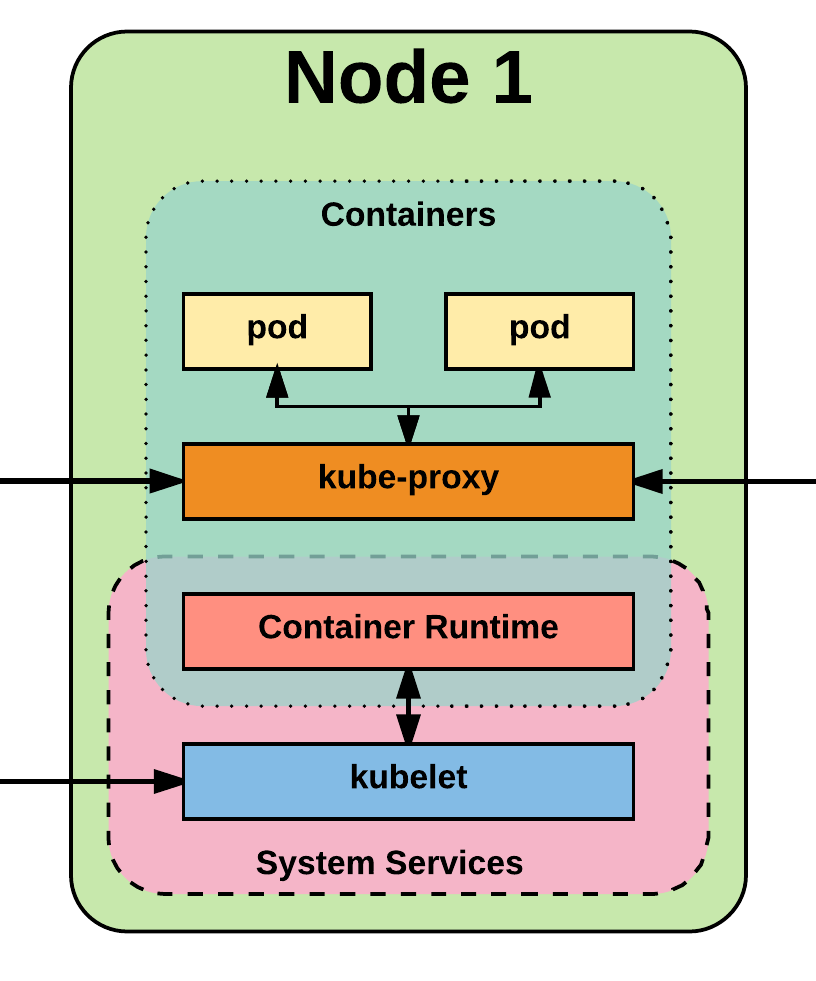 Node 1
Containers
pod
pod
kube-proxy
Container Runtime
kubelet
System Services